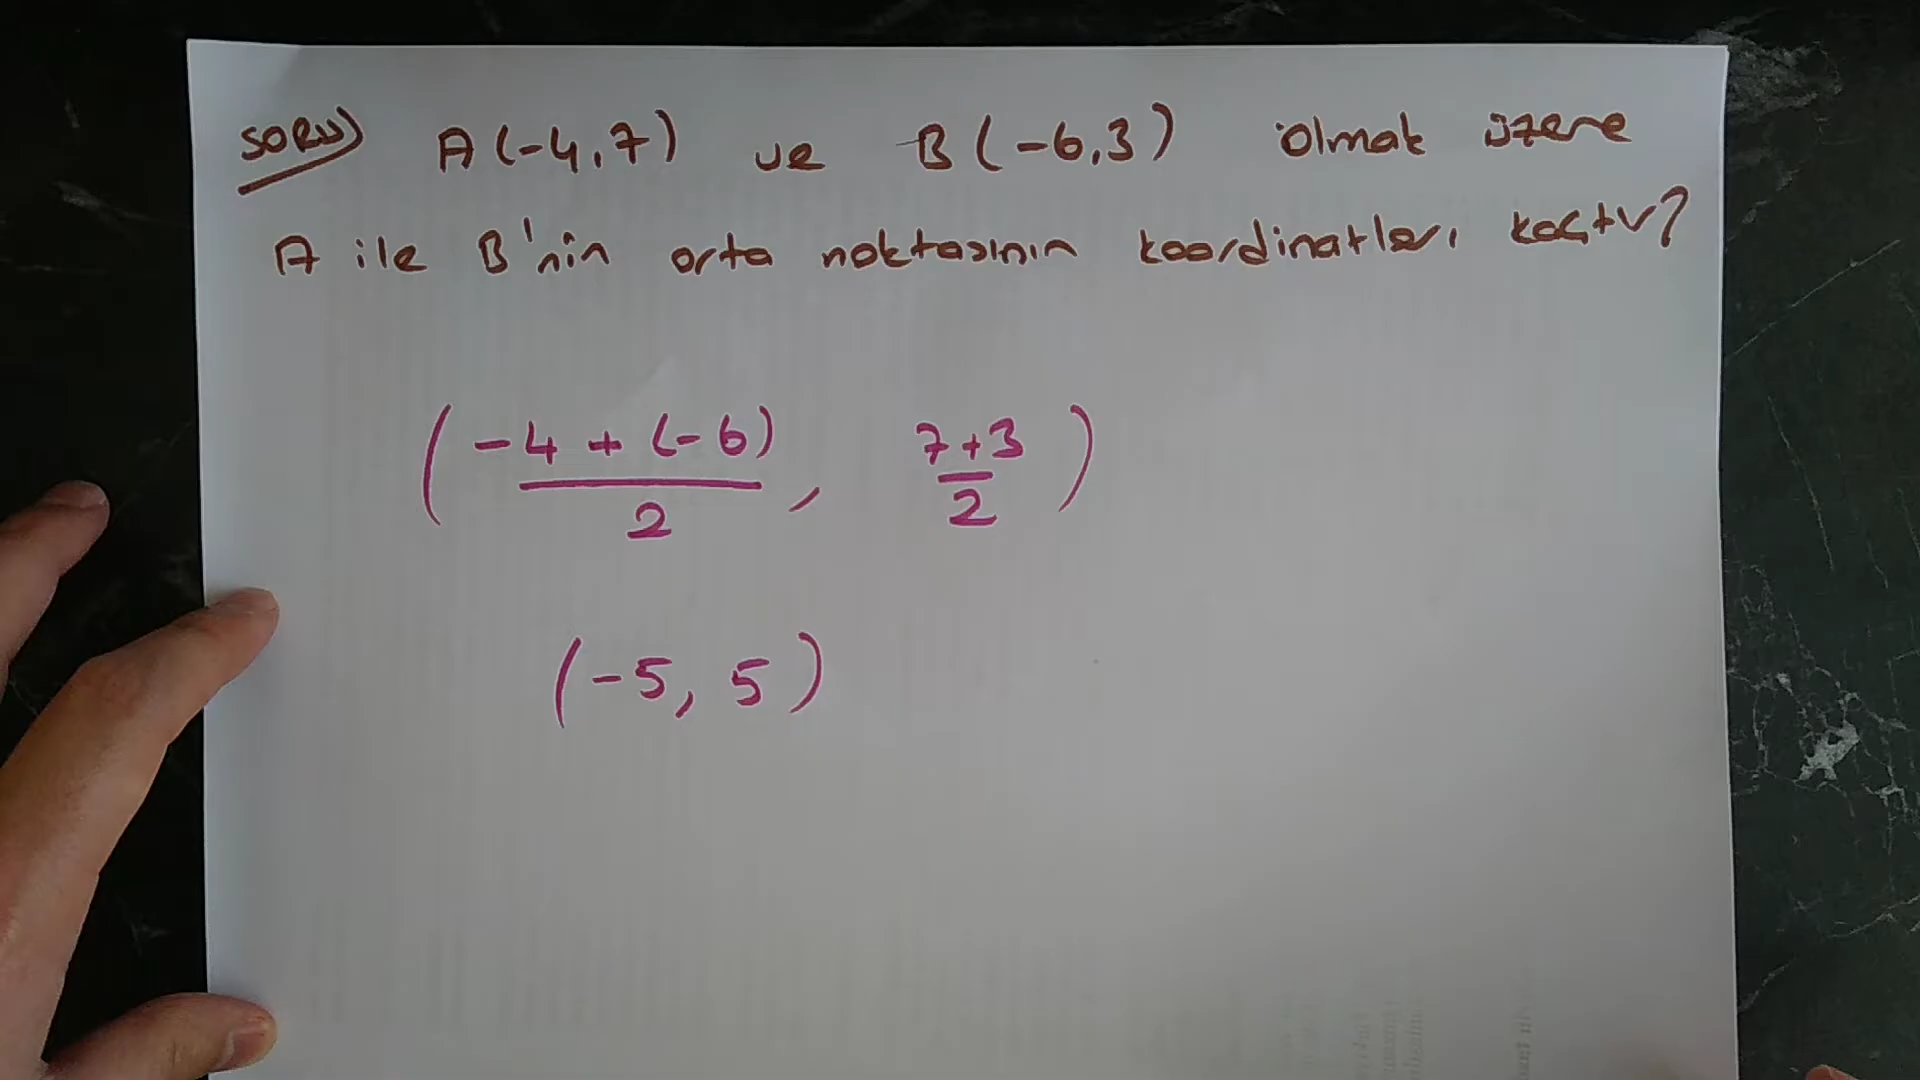 SORU) A(-4,7) ve B(-6,3) olmak üzere
A ile B'nin orta noktasının koordinatları kaçtır?
( -4 + (-6) / 2 , 7+3 / 2 )
(-5, 5)